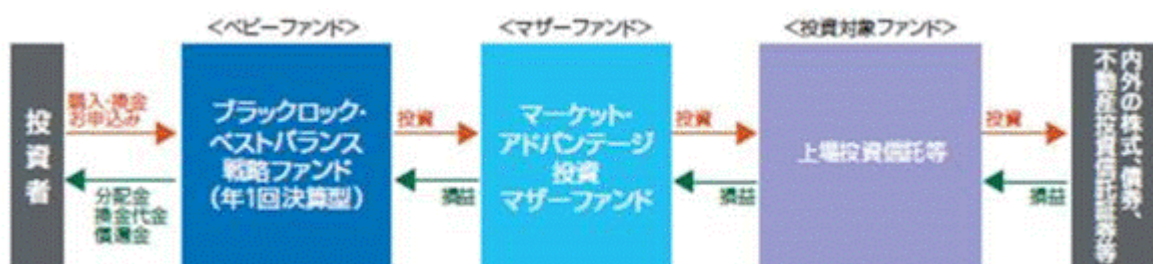 <ベビーファンド>
<マザーファンド>
<投資対象ファンド>
投資者
購入・換金
お申込み
分配金
換金代金
償還金
ブラックロック・
ベストバランス
戦略ファンド
(年1回決算型)
投資
損益
マーケット・
アドバンテージ
投資
マザーファンド
投資
損益
上場投資信託等
投資
損益
内外の株式、債券、
不動産投資信託証券等